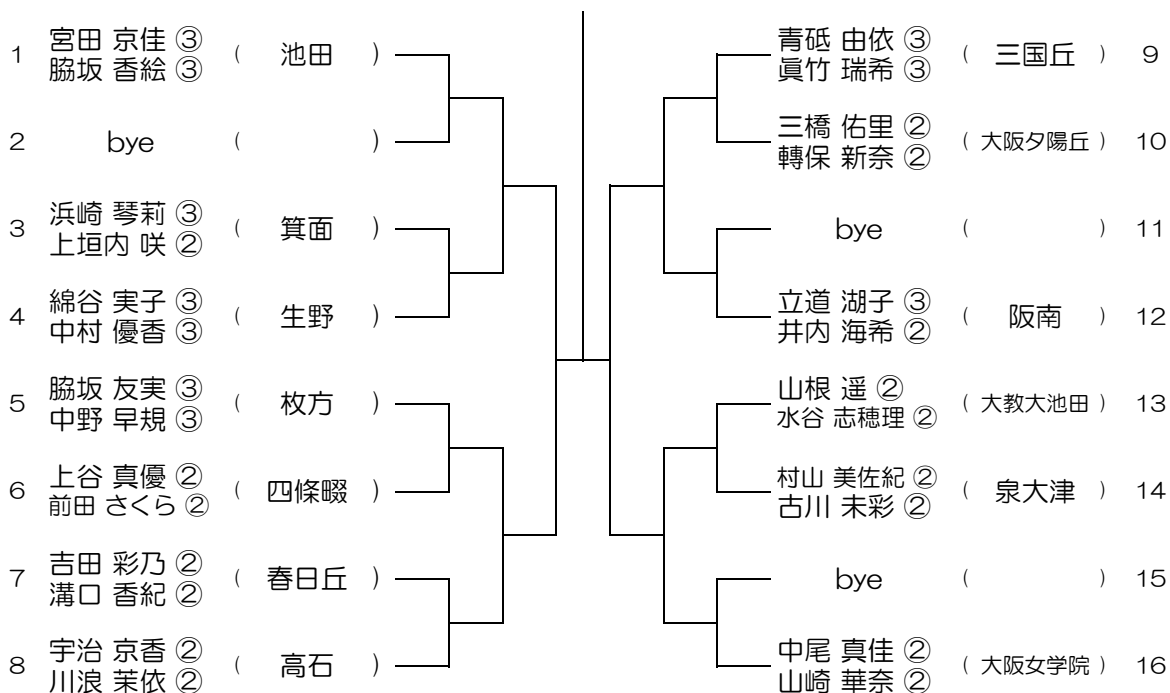 1 宮田 京佳 ③ ( 池田 )
脇坂 香絵 ③
2 bye ( )
3 浜崎 琴莉 ③ ( 箕面 )
上垣内 咲 ②
4 綿谷 実子 ③ ( 生野 )
中村 優香 ③
5 脇坂 友実 ③ ( 枚方 )
中野 早規 ③
6 上谷 真優 ② ( 四條畷 )
前田 さくら ②
7 吉田 彩乃 ② ( 春日丘 )
溝口 香紀 ②
8 宇治 京香 ② ( 高石 )
川浪 茉依 ②
青砥 由依 ③ ( 三国丘 ) 9
眞竹 瑞希 ③
三橋 佑里 ② ( 大阪夕陽丘 ) 10
轉保 新奈 ②
bye ( ) 11
立道 湖子 ③ ( 阪南 ) 12
井内 海希 ②
山根 遥 ② ( 大教大池田 ) 13
水谷 志穂理 ②
村山 美佐紀 ② ( 泉大津 ) 14
古川 未彩 ②
bye ( ) 15
中尾 真佳 ② ( 大阪女学院 ) 16
山崎 華奈 ②